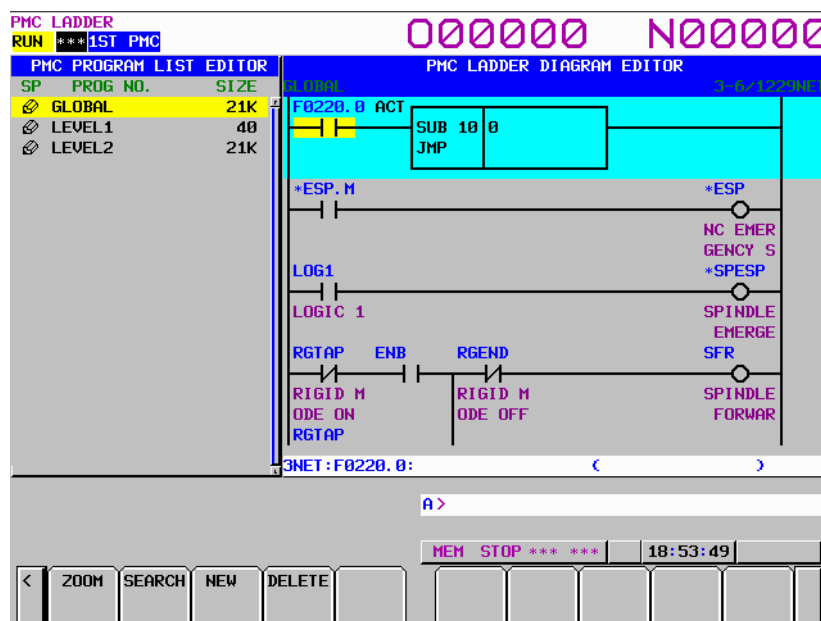 PMC LADDER
RUN ***1ST PMC
O00000 N00000
PMC PROGRAM LIST EDITOR
SP PROG NO. SIZE
GLOBAL 21K
LEVEL1 40
LEVEL2 21K
PMC LADDER DIAGRAM EDITOR
GLOBAL 3-6/1229NET
F0220.0 ACT
SUB 10 0
JMP
*ESP.M *ESP
NC EMER
GENCY S
LOG1 *SPESP
LOGIC 1 SPINDLE
EMERGE
RGTAP ENB RGEND SFR
RIGID M RIGID M SPINDLE
ODE ON ODE OFF FORWAR
RGTAP
3NET:F0220.0: ( )
A>
MEM STOP *** *** 18:53:49
< ZOOM SEARCH NEW DELETE